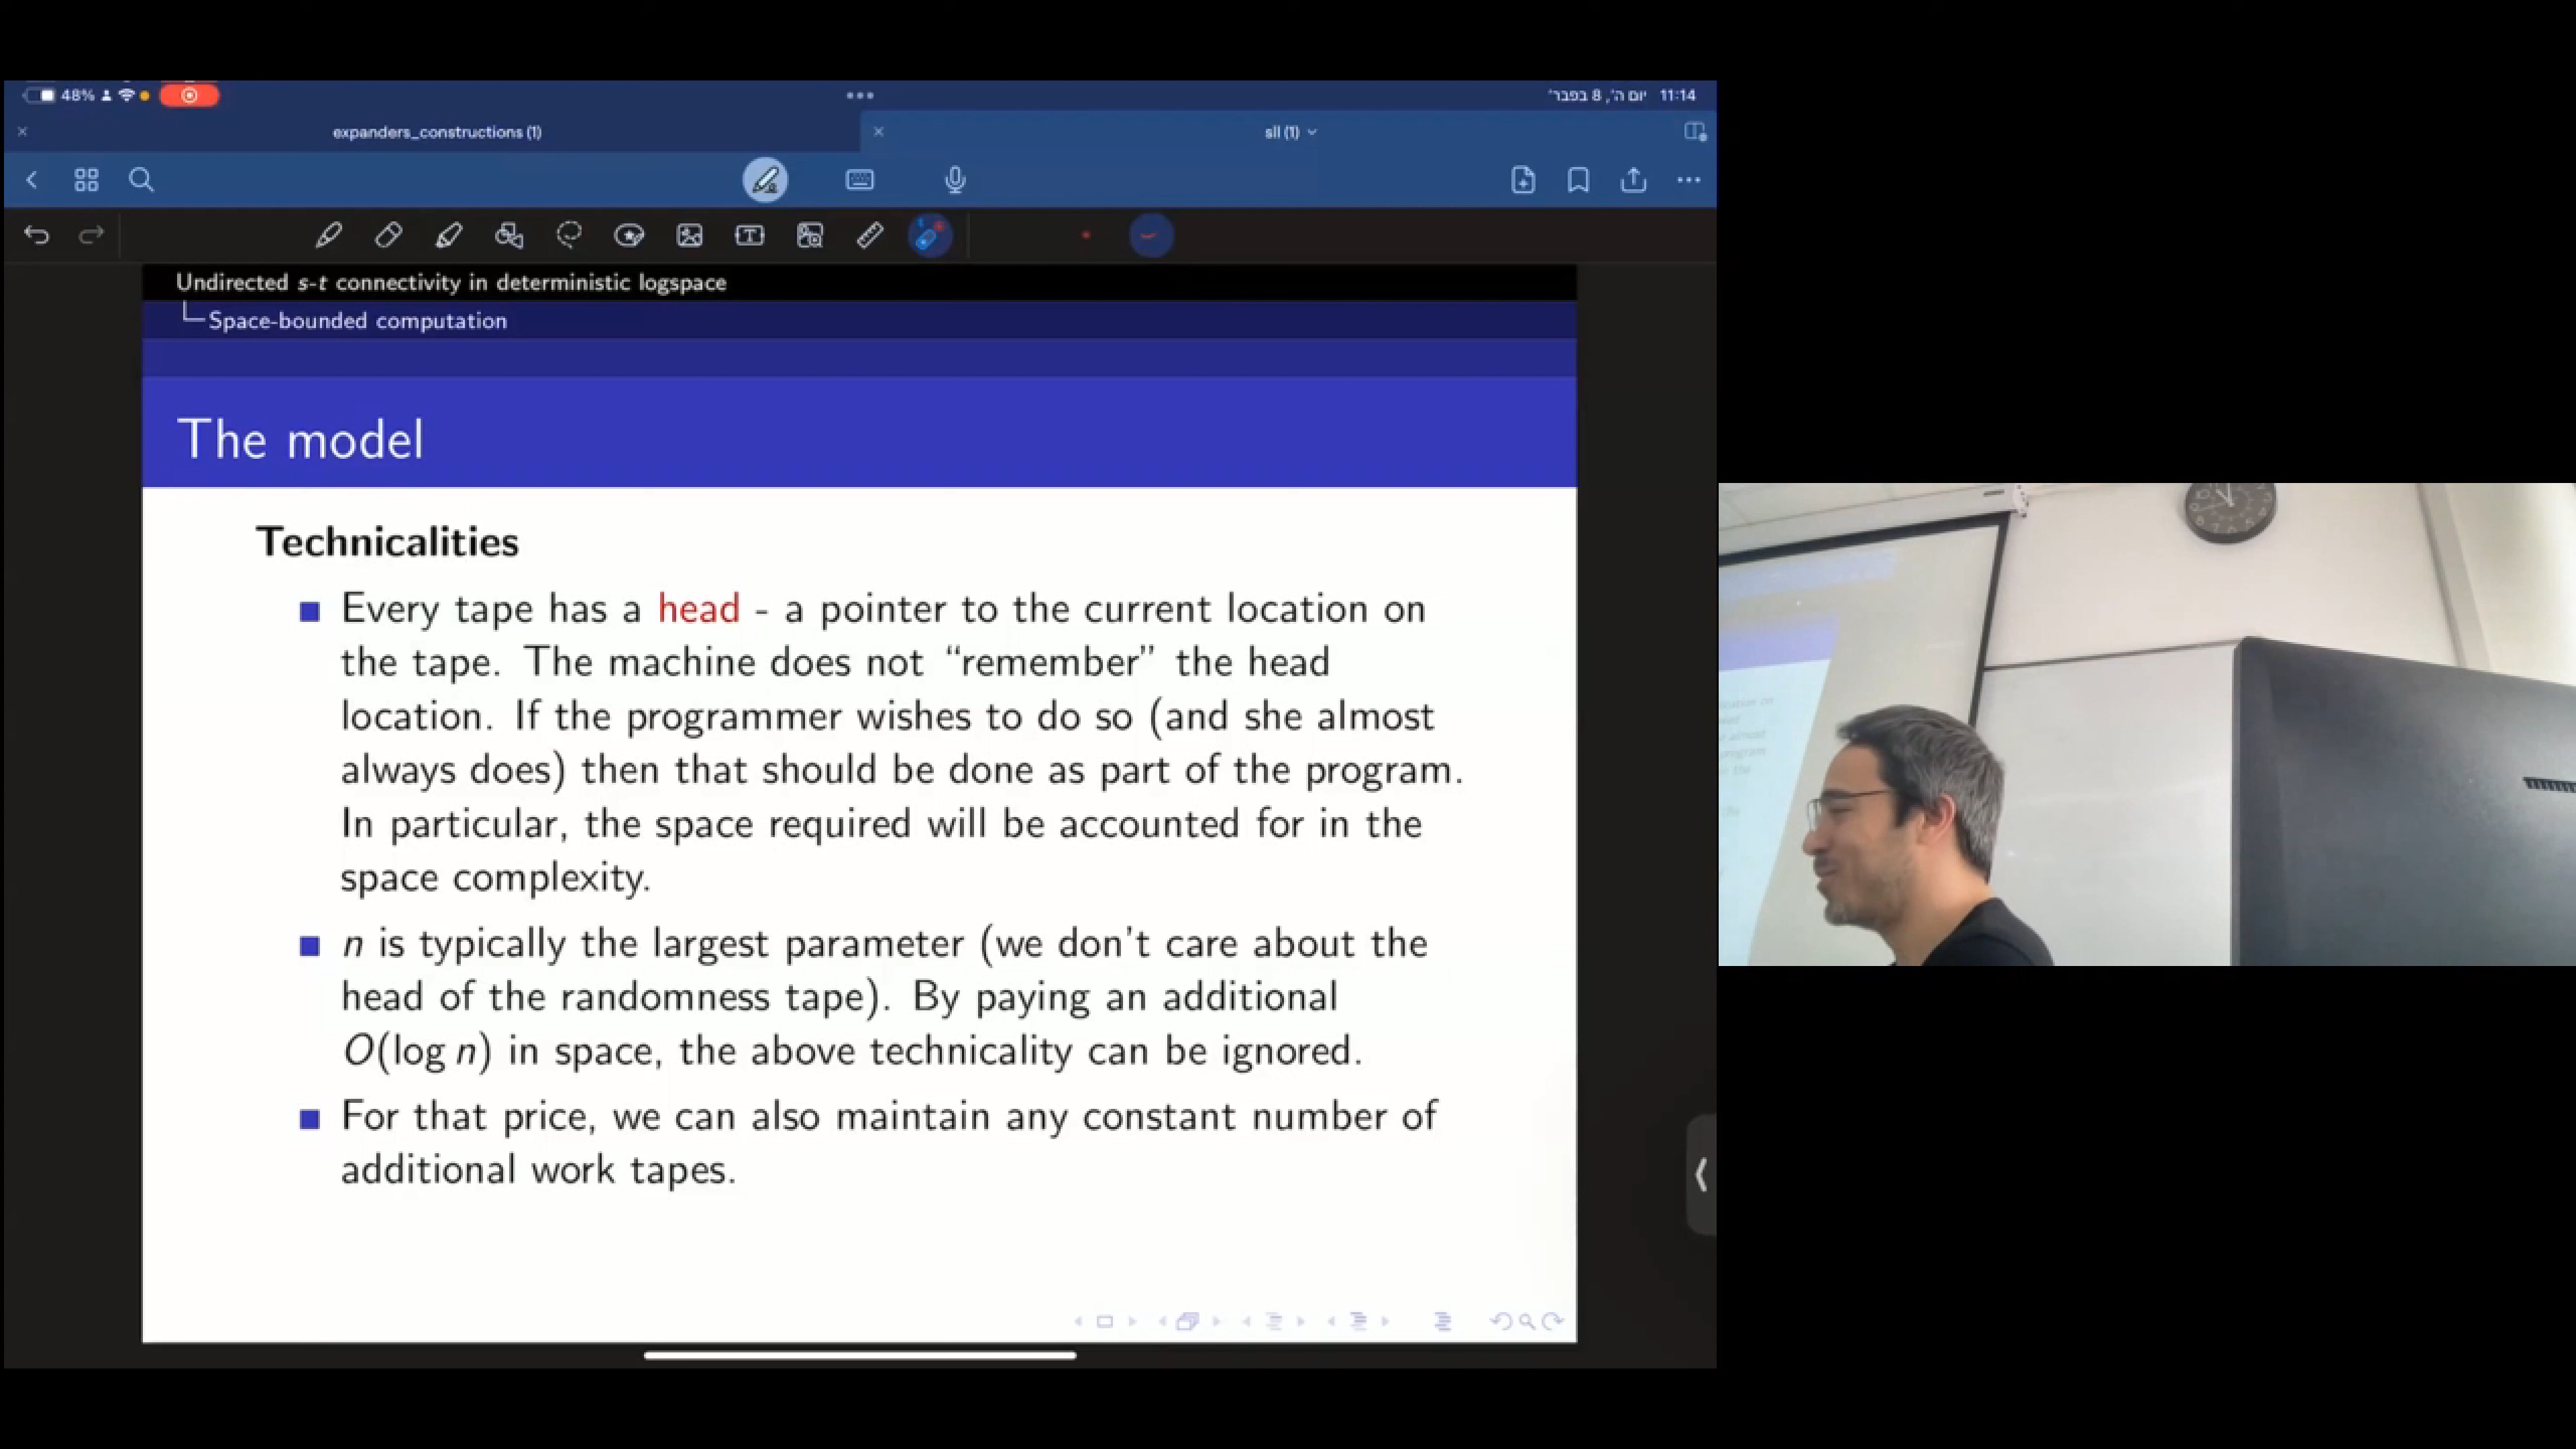 48%
11:14 יום ה׳, 8 בפבר׳
expanders_constructions (1)
sll (1)
Undirected s-t connectivity in deterministic logspace
Space-bounded computation
The model
Technicalities
Every tape has a head - a pointer to the current location on
the tape. The machine does not “remember” the head
location. If the programmer wishes to do so (and she almost
always does) then that should be done as part of the program.
In particular, the space required will be accounted for in the
space complexity.
n is typically the largest parameter (we don't care about the
head of the randomness tape). By paying an additional
O(log n) in space, the above technicality can be ignored.
For that price, we can also maintain any constant number of
additional work tapes.